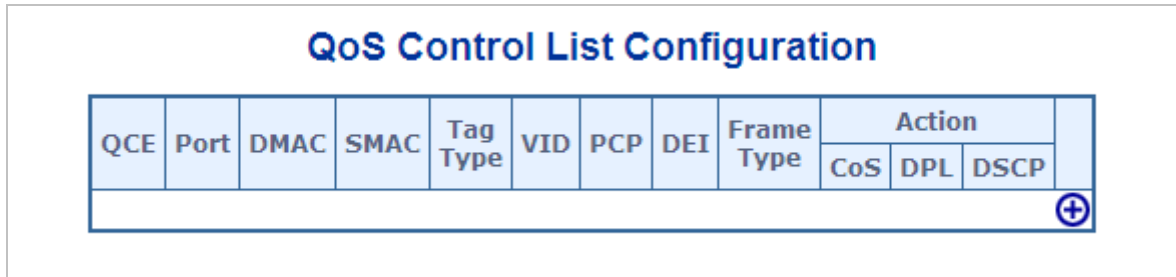 QoS Control List Configuration
QCE Port DMAC SMAC Tag Type VID PCP DEI Frame Type Action
CoS DPL DSCP